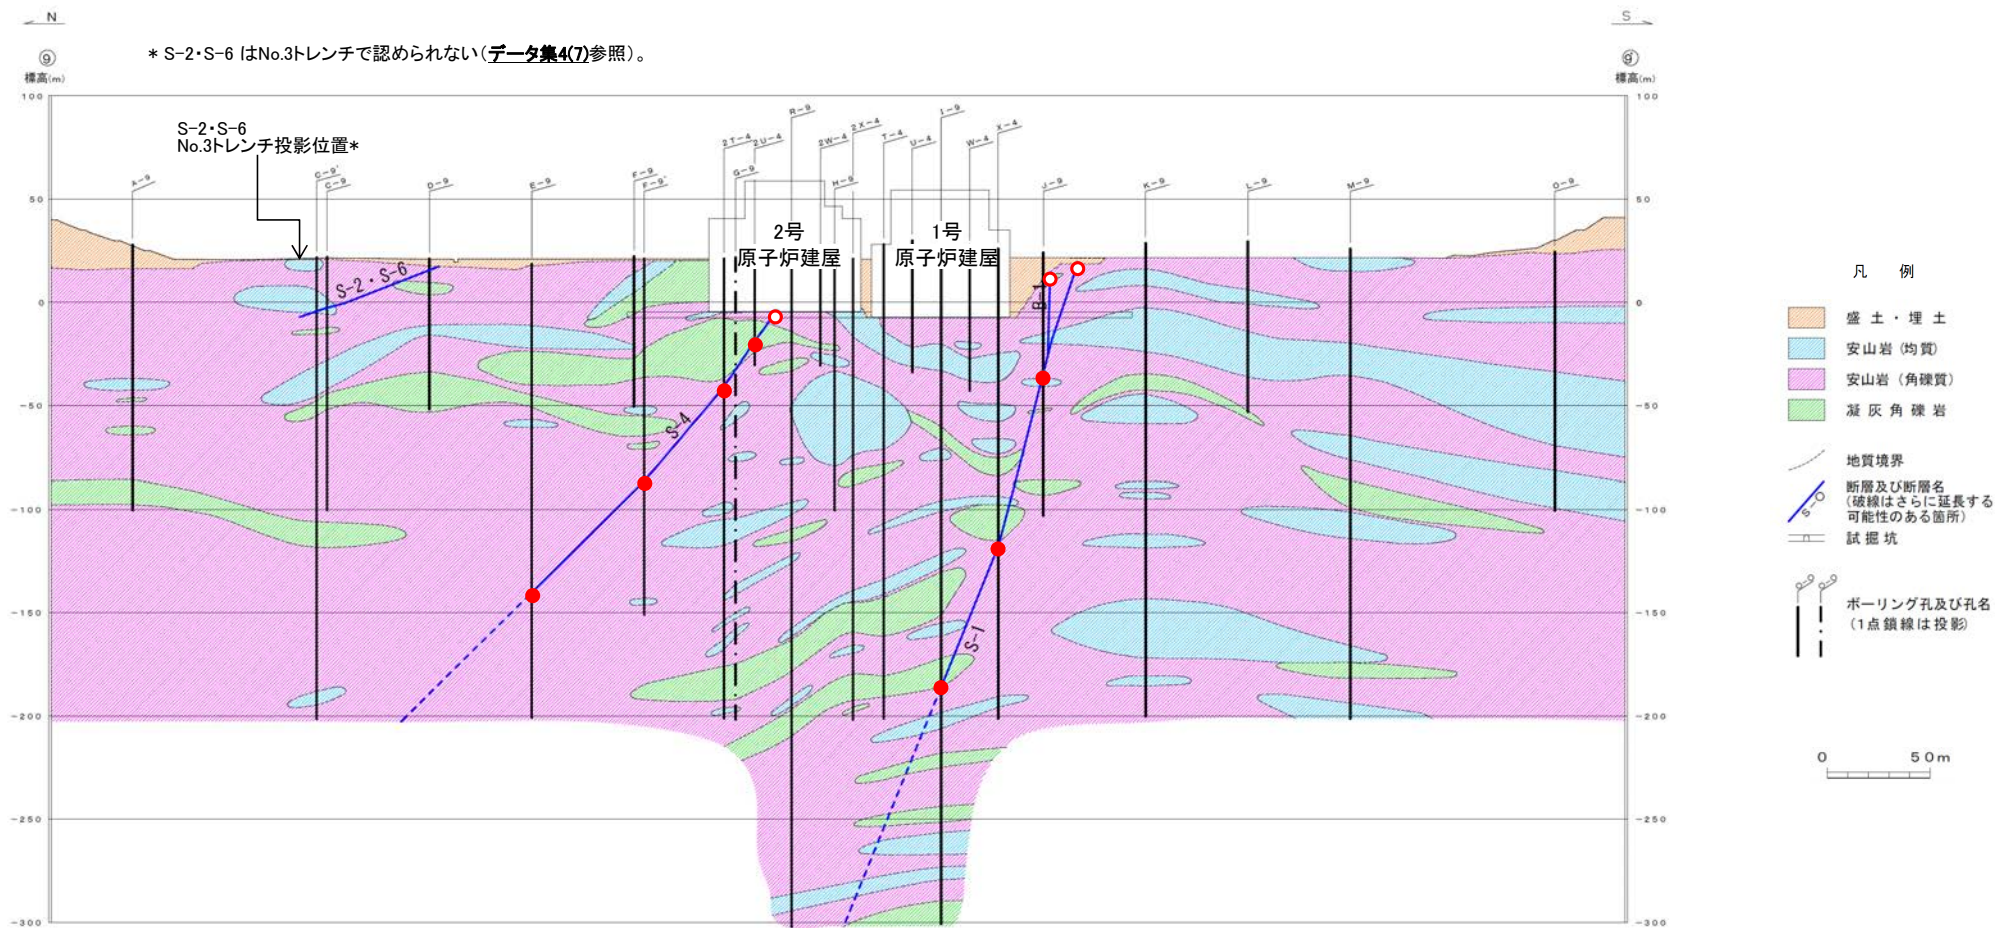 N
S
⑨
⑨'
* S-2・S-6 はNo.3トレンチで認められない(データ集4(7)参照)。
標高(m)
標高(m)
100
100
S-2・S-6
No.3トレンチ投影位置*
R-9
I-9
2T-4
2U-4
2W-4
2X-4
T-4
U-4
W-4
X-4
A-9
C-9'
C-9
D-9
E-9
F-9
F-9'
G-9
H-9
J-9
K-9
L-9
M-9
O-9
50
50
2号
原子炉建屋
1号
原子炉建屋
S-2・S-6
B-1
0
0
S-4
-50
-50
-100
-100
-150
-150
S-1
-200
-200
-250
-250
-300
-300
凡 例
盛土・埋土
安山岩(均質)
安山岩(角礫質)
凝灰角礫岩
地質境界
S-○
断層及び断層名
(破線はさらに延長する
可能性のある箇所)
試掘坑
ボーリング孔及び孔名
(1点鎖線は投影)
0 50m